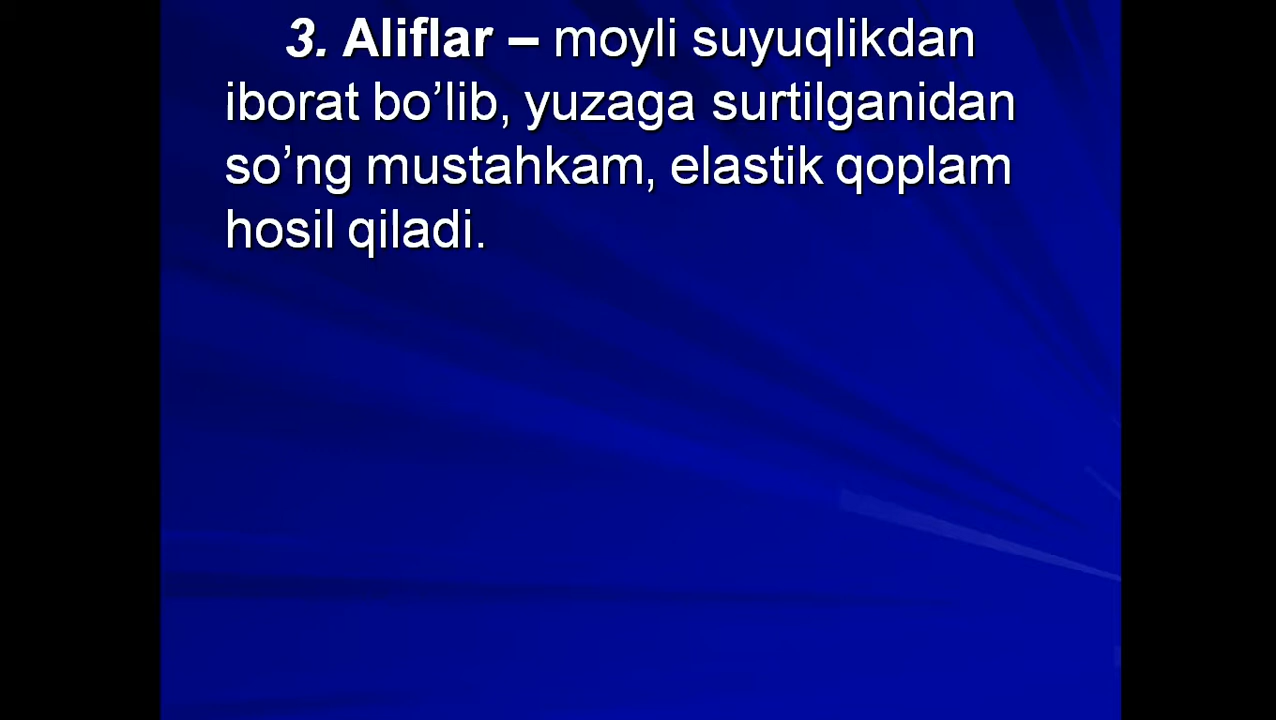 3. Aliflar – moyli suyuqlikdan
iborat bo’lib, yuzaga surtilganidan
so’ng mustahkam, elastik qoplam
hosil qiladi.